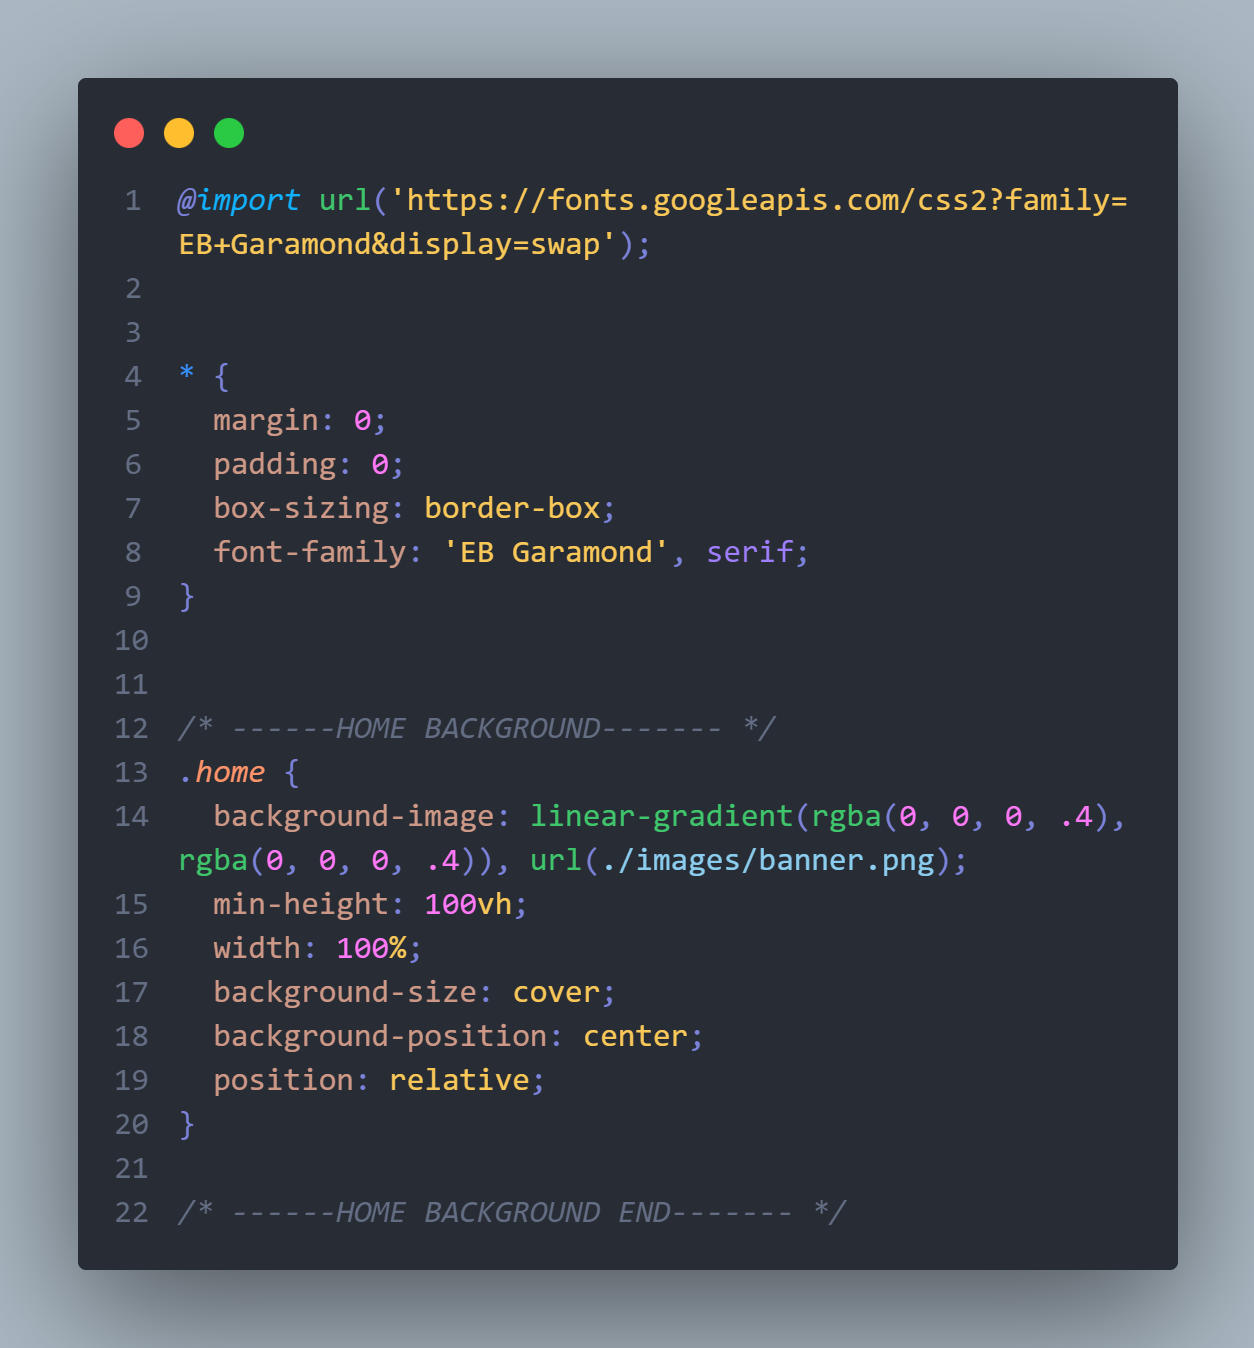 1 @import url('https://fonts.googleapis.com/css2?family=
EB+Garamond&display=swap');
2
3
4 * {
5   margin: 0;
6   padding: 0;
7   box-sizing: border-box;
8   font-family: 'EB Garamond', serif;
9 }
10
11
12 /* ------HOME BACKGROUND------- */
13 .home {
14   background-image: linear-gradient(rgba(0, 0, 0, .4),
rgba(0, 0, 0, .4)), url(./images/banner.png);
15   min-height: 100vh;
16   width: 100%;
17   background-size: cover;
18   background-position: center;
19   position: relative;
20 }
21
22 /* ------HOME BACKGROUND END------- */